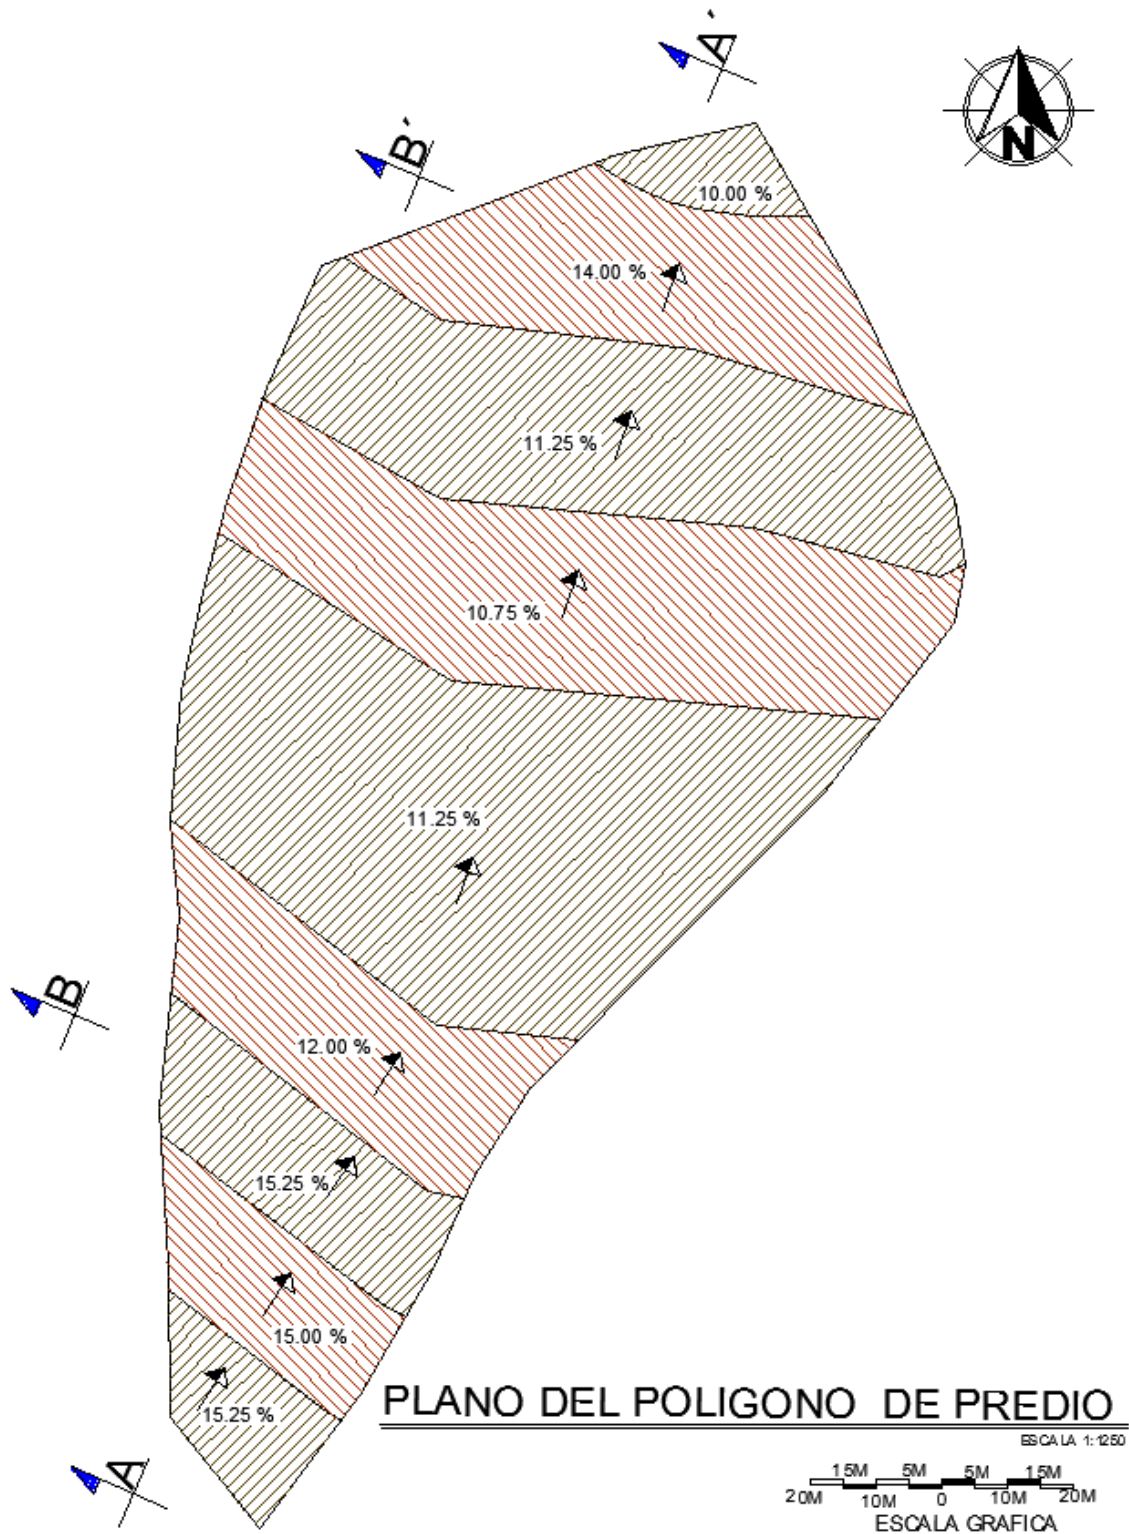 A´
B´
N
10.00 %
14.00 %
11.25 %
10.75 %
11.25 %
B
12.00 %
15.25 %
15.00 %
15.25 %
A
PLANO DEL POLIGONO DE PREDIO
ESCALA 1:1250
15M 5M 5M 15M
20M 10M 0 10M 20M
ESCALA GRAFICA